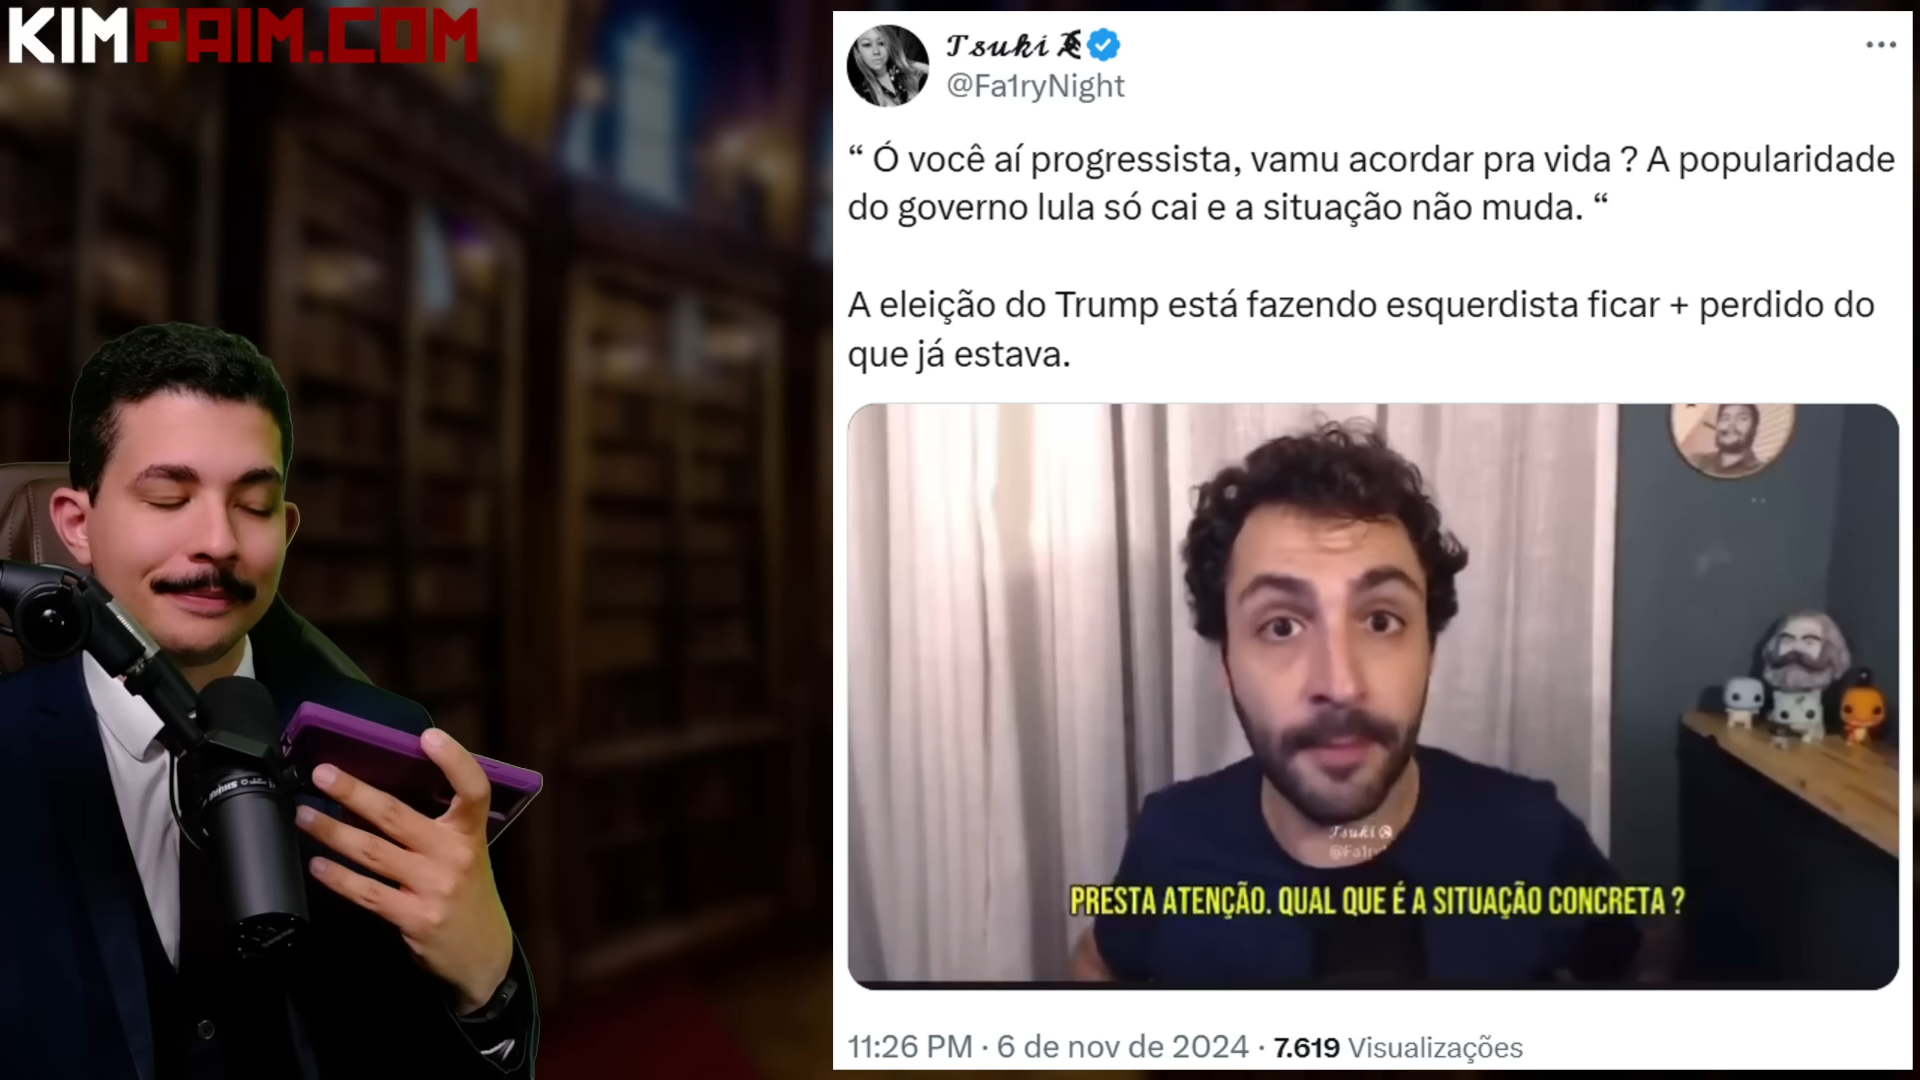 KIMPAIM.COM
Tsuki
@Fa1ryNight
“ Ó você aí progressista, vamu acordar pra vida ? A popularidade
do governo lula só cai e a situação não muda. “
A eleição do Trump está fazendo esquerdista ficar + perdido do
que já estava.
Tsuki
@Fa1ry
PRESTA ATENÇÃO. QUAL QUE É A SITUAÇÃO CONCRETA ?
11:26 PM · 6 de nov de 2024 · 7.619 Visualizações
SHURE